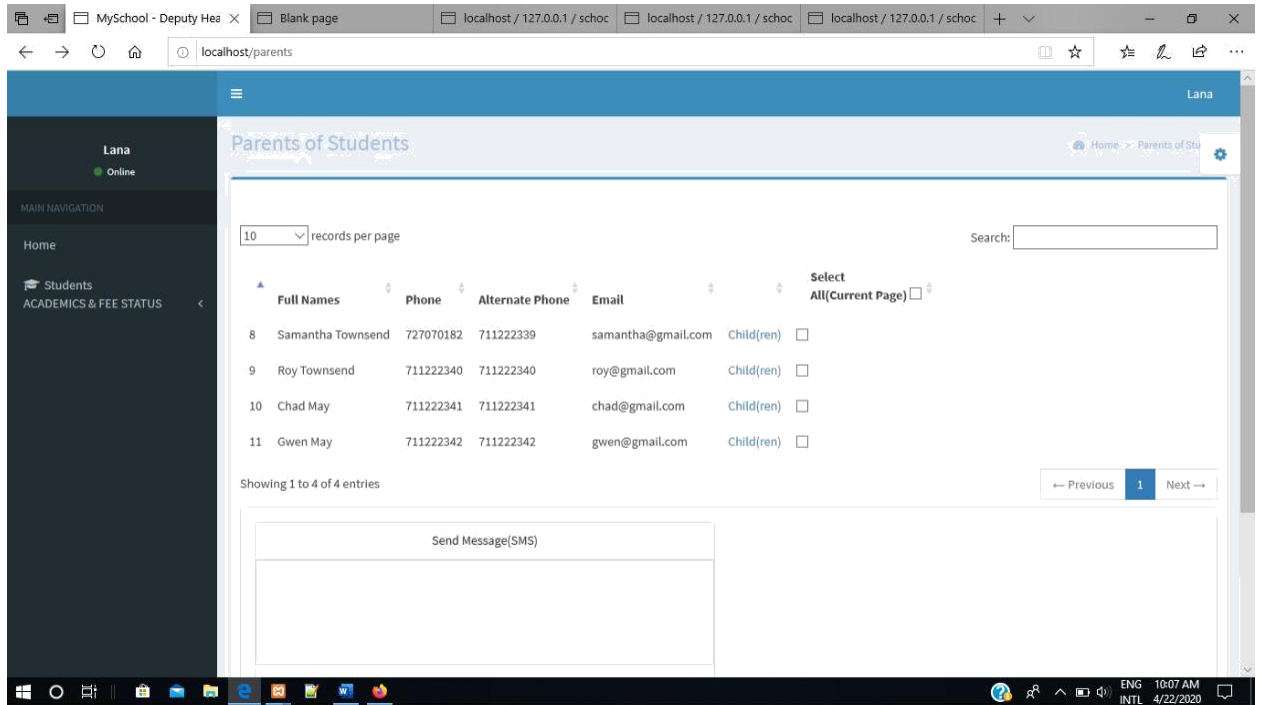 MySchool - Deputy Hea
Blank page
localhost / 127.0.0.1 / schoc
localhost / 127.0.0.1 / schoc
localhost / 127.0.0.1 / schoc
localhost/parents
Lana
Lana
Online
Parents of Students
Home > Parents of Stu
MAIN NAVIGATION
Home
Students
ACADEMICS & FEE STATUS
10 records per page
Search:
Full Names Phone Alternate Phone Email Select
All(Current Page)
8 Samantha Townsend 727070182 711222339 samantha@gmail.com Child(ren)
9 Roy Townsend 711222340 711222340 roy@gmail.com Child(ren)
10 Chad May 711222341 711222341 chad@gmail.com Child(ren)
11 Gwen May 711222342 711222342 gwen@gmail.com Child(ren)
Showing 1 to 4 of 4 entries
← Previous 1 Next →
Send Message(SMS)
ENG 10:07 AM
INTL 4/22/2020